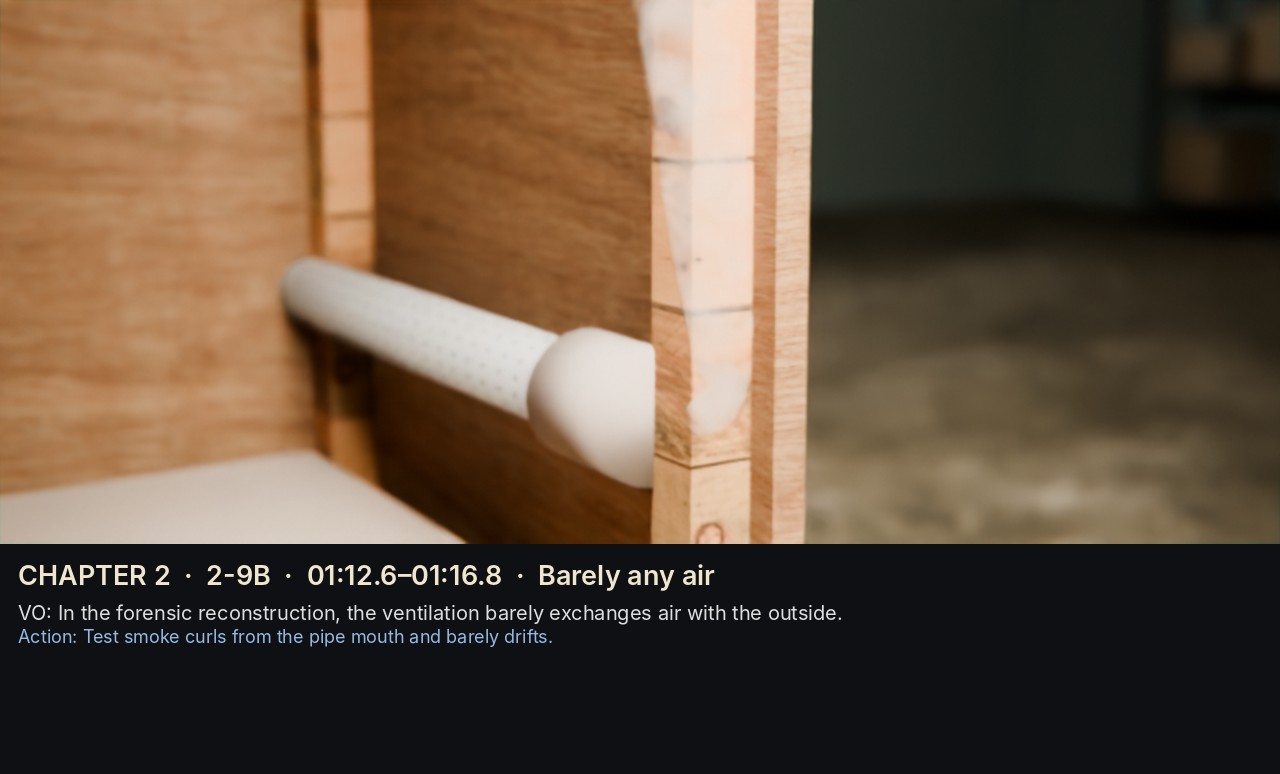 CHAPTER 2 · 2-9B · 01:12.6–01:16.8 · Barely any air
VO: In the forensic reconstruction, the ventilation barely exchanges air with the outside.
Action: Test smoke curls from the pipe mouth and barely drifts.